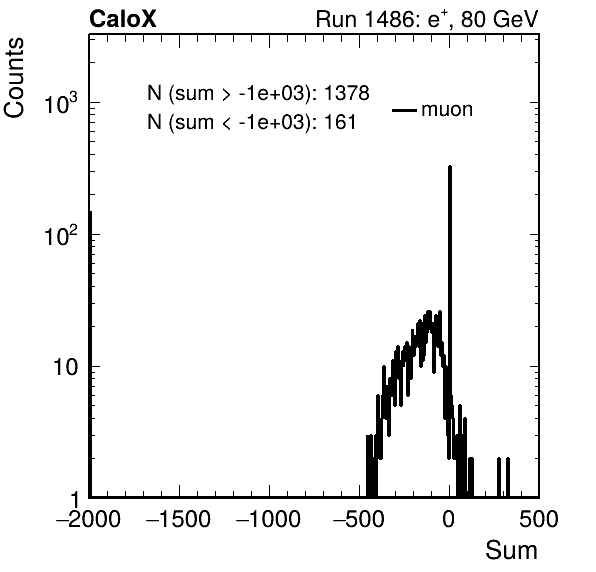 CaloX Run 1486: e⁺, 80 GeV
Counts
N (sum > -1e+03): 1378
N (sum < -1e+03): 161
muon
10³
10²
10
1
−2000 −1500 −1000 −500 0 500
Sum